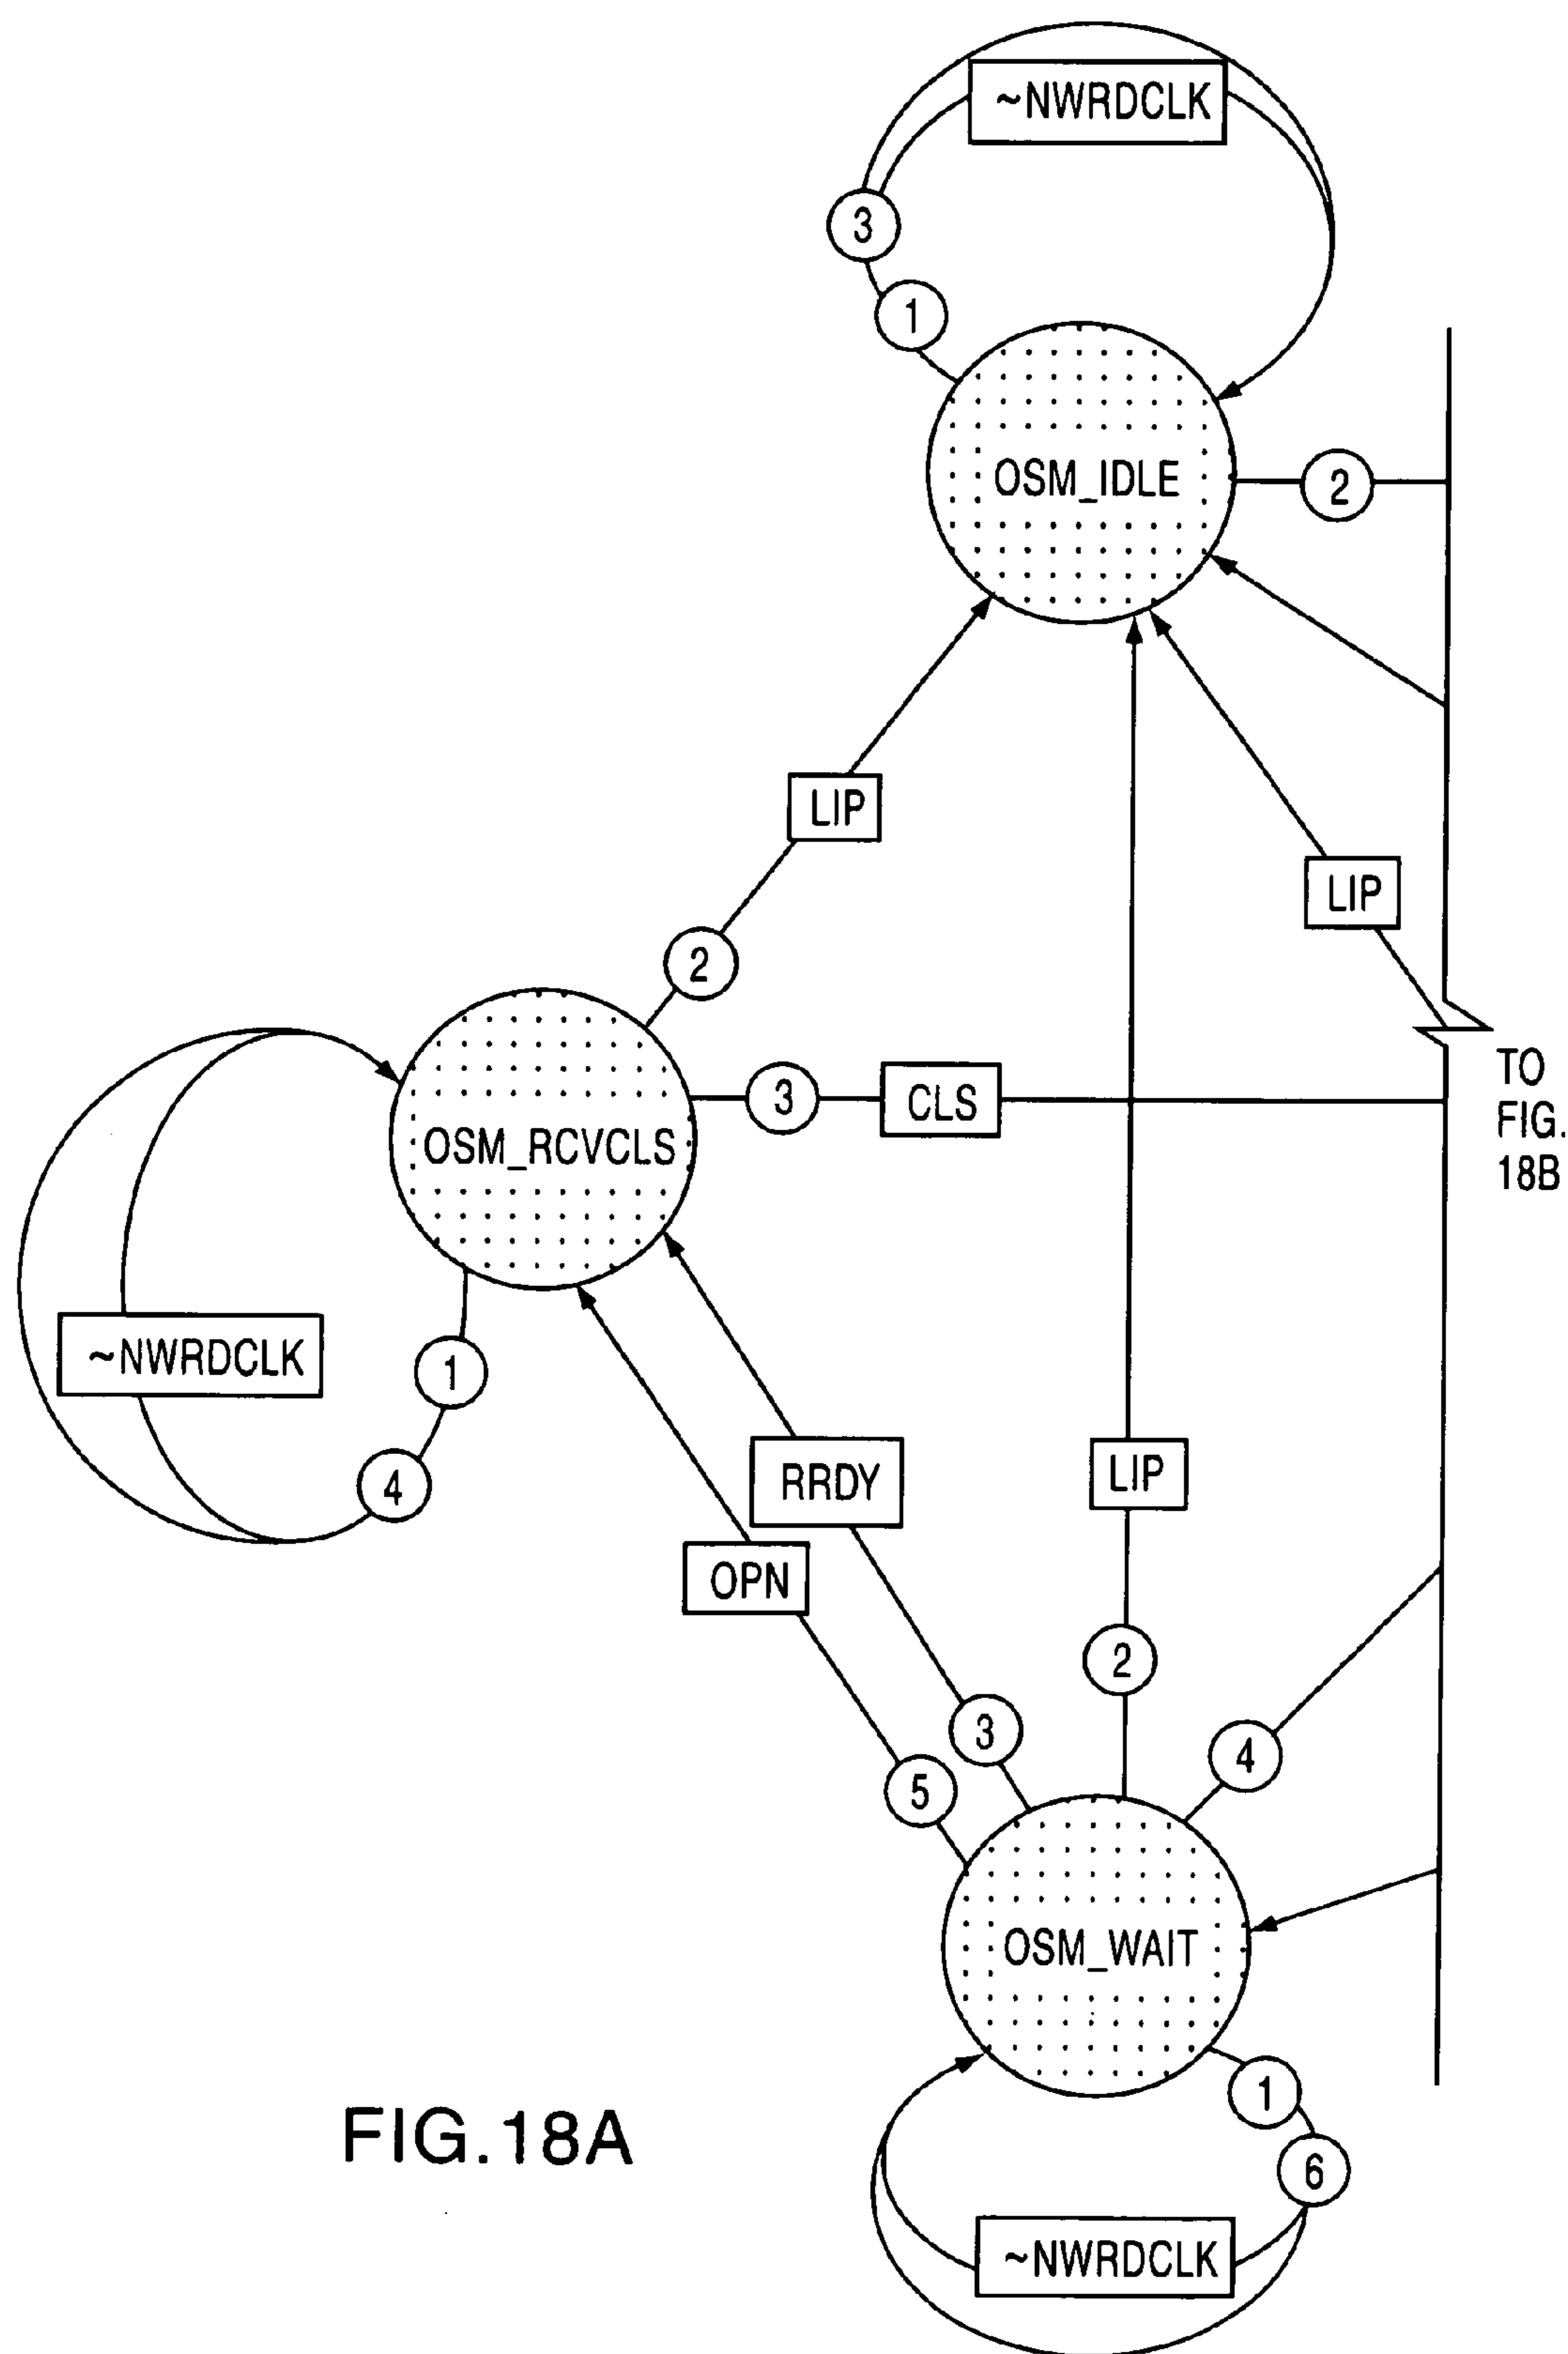 ~NWRDCLK
3
1
OSM_IDLE
2
LIP
LIP
2
TO
FIG.
18B
3
CLS
OSM_RCVCLS
~NWRDCLK
1
4
RRDY
LIP
OPN
2
3
4
5
OSM_WAIT
1
6
~NWRDCLK
FIG.18A